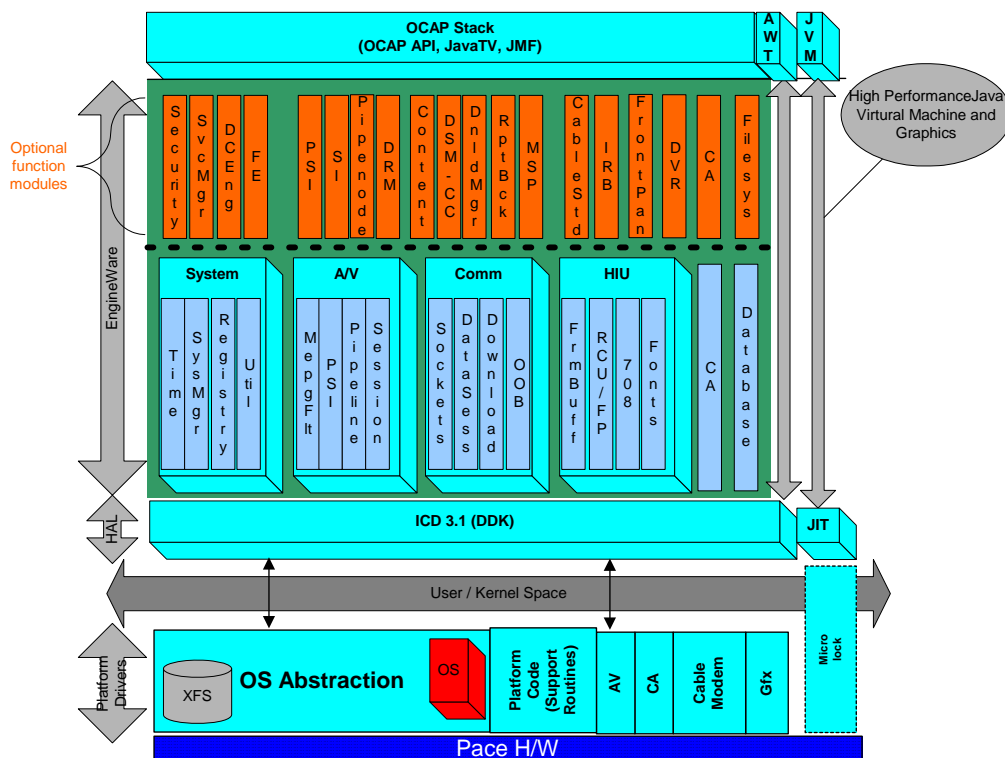 OCAP Stack
(OCAP API, JavaTV, JMF)
AWT
JVM
High PerformanceJava
Virtural Machine and
Graphics
Optional
function
modules
EngineWare
Security
SvcMgr
DCEng
FE
PSI
SI
Pipenode
DRM
Content
DSM-CC
DnldMgr
RptBck
MSP
CableStd
IRB
FrontPan
DVR
CA
Filesys
System
A/V
Comm
HIU
Time
SysMgr
Registry
Util
MepgFlt
PSI
Pipeline
Session
Sockets
DataSess
Download
OOB
FrmBuff
RCU/FP
708
Fonts
CA
Database
HAL
ICD 3.1 (DDK)
JIT
User / Kernel Space
Platform
Drivers
XFS
OS Abstraction
OS
Platform
Code
(Support
Routines)
AV
CA
Cable
Modem
Gfx
Micro
lock
Pace H/W